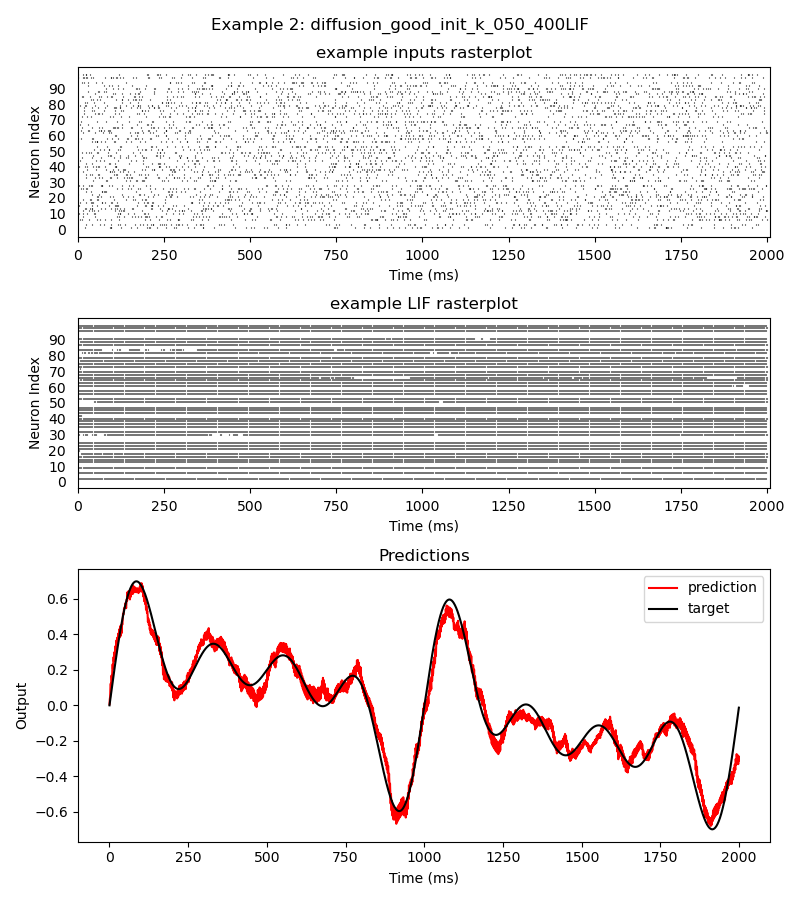 Example 2: diffusion_good_init_k_050_400LIF
example inputs rasterplot
Neuron Index
90
80
70
60
50
40
30
20
10
0
0 250 500 750 1000 1250 1500 1750 2000
Time (ms)
example LIF rasterplot
Neuron Index
90
80
70
60
50
40
30
20
10
0
0 250 500 750 1000 1250 1500 1750 2000
Time (ms)
Predictions
Output
0.6
0.4
0.2
0.0
−0.2
−0.4
−0.6
prediction
target
0 250 500 750 1000 1250 1500 1750 2000
Time (ms)